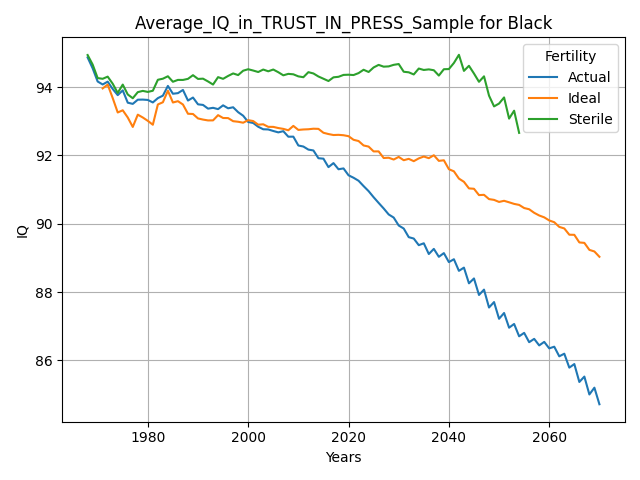 Average_IQ_in_TRUST_IN_PRESS_Sample for Black
Fertility
Actual
Ideal
Sterile
94
92
90
88
86
IQ
1980
2000
2020
2040
2060
Years